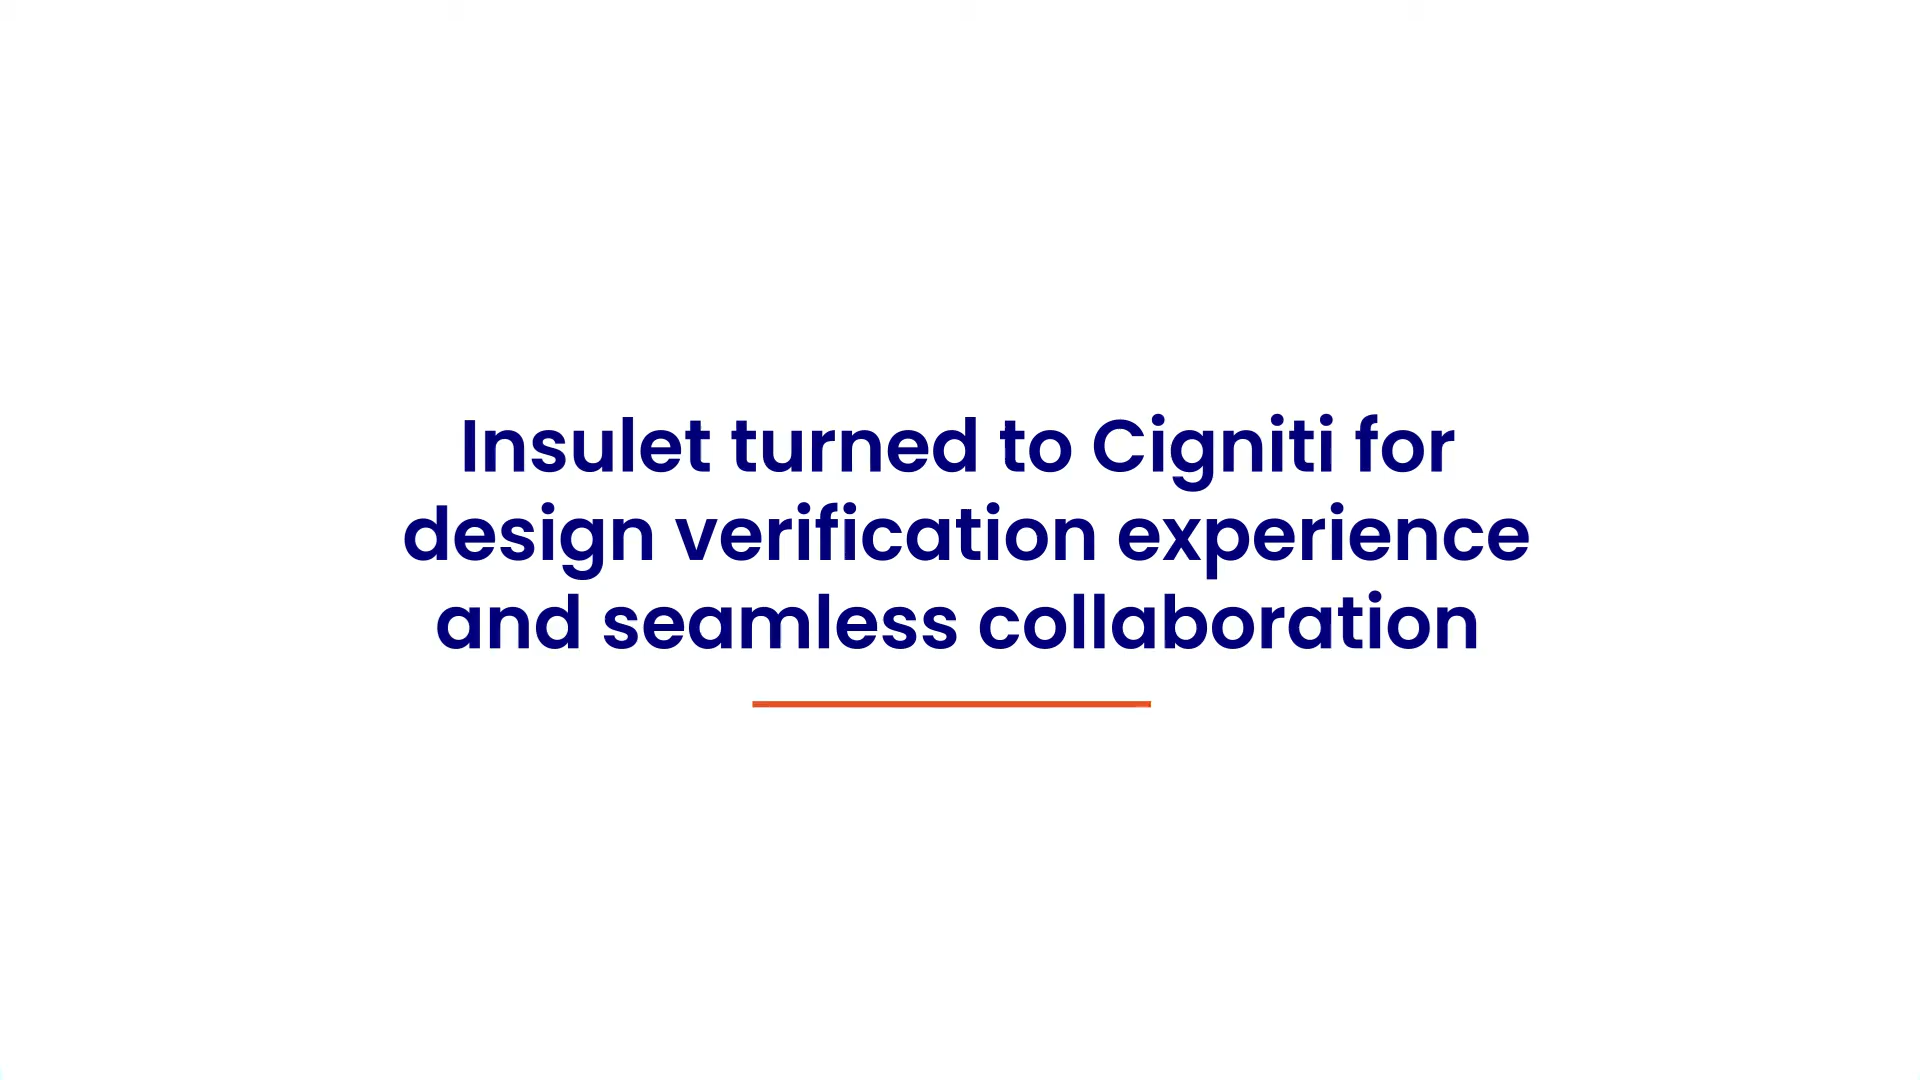 Insulet turned to Cigniti for
design verification experience
and seamless collaboration